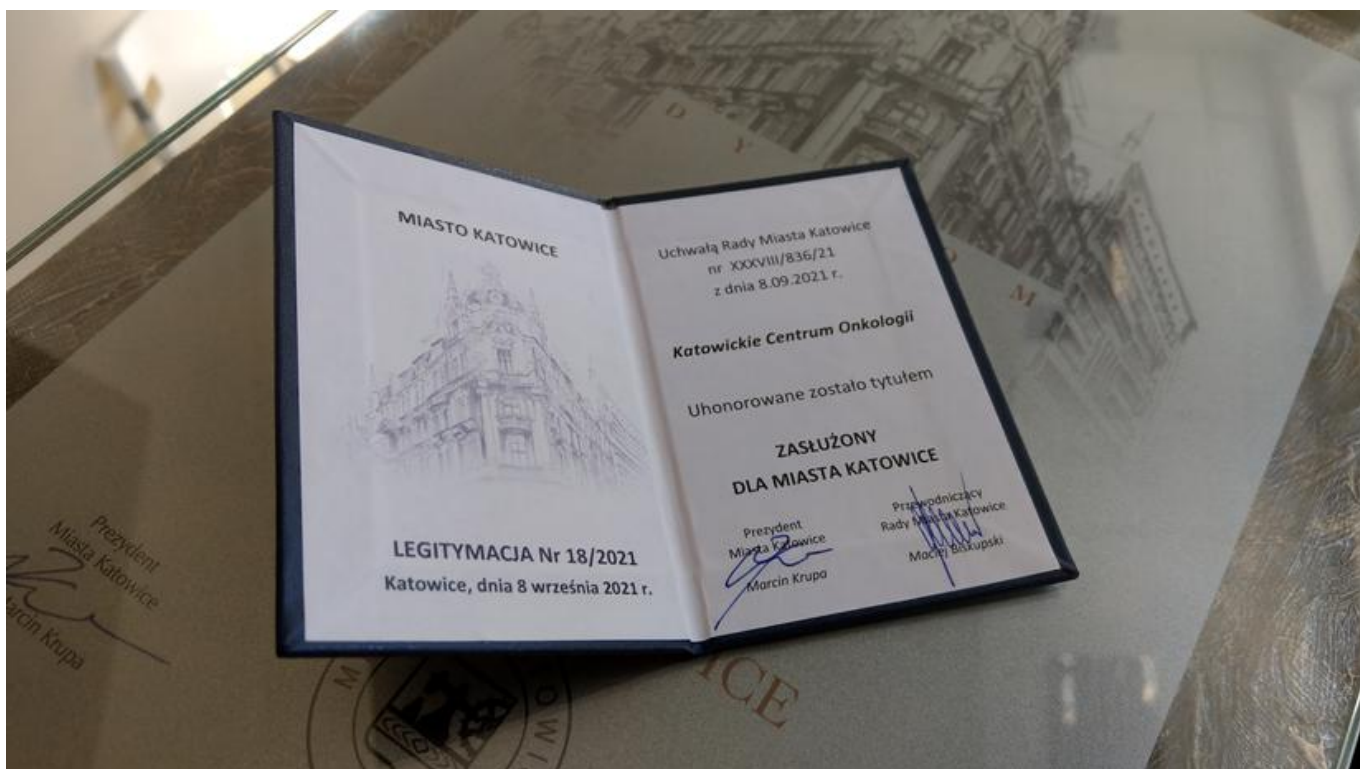 MIASTO KATOWICE
LEGITYMACJA Nr 18/2021
Katowice, dnia 8 września 2021 r.
Uchwałą Rady Miasta Katowice
nr XXXVIII/836/21
z dnia 8.09.2021 r.
Katowickie Centrum Onkologii
Uhonorowane zostało tytułem
ZASŁUŻONY
DLA MIASTA KATOWICE
Prezydent
Miasta Katowice
Marcin Krupa
Przewodniczący
Rady Miasta Katowice
Maciej Biskupski
Prezydent
Miasta Katowice
Marcin Krupa
D Y
O M
ICE
M
OWI